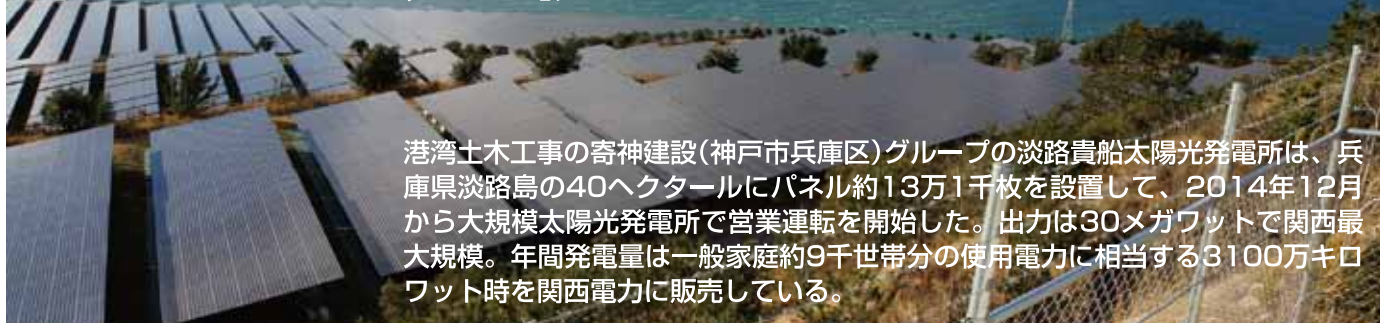 港湾土木工事の寄神建設(神戸市兵庫区)グループの淡路貴船太陽光発電所は、兵
庫県淡路島の40ヘクタールにパネル約13万1千枚を設置して、2014年12月
から大規模太陽光発電所で営業運転を開始した。出力は30メガワットで関西最
大規模。年間発電量は一般家庭約9千世帯分の使用電力に相当する3100万キロ
ワット時を関西電力に販売している。